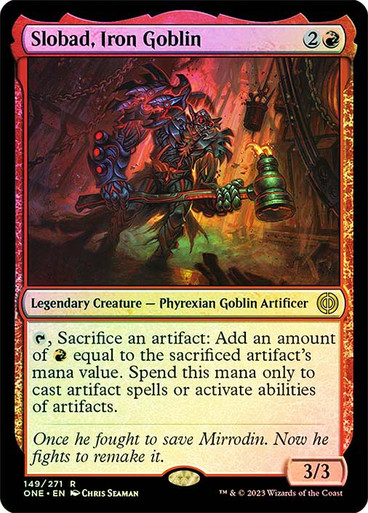 Slobad, Iron Goblin 2
Legendary Creature — Phyrexian Goblin Artificer
, Sacrifice an artifact: Add an amount
of equal to the sacrificed artifact's
mana value. Spend this mana only to
cast artifact spells or activate abilities
of artifacts.
Once he fought to save Mirrodin. Now he
fights to remake it.
3/3
149/271 R
ONE • EN Chris Seaman
™ & © 2023 Wizards of the Coast